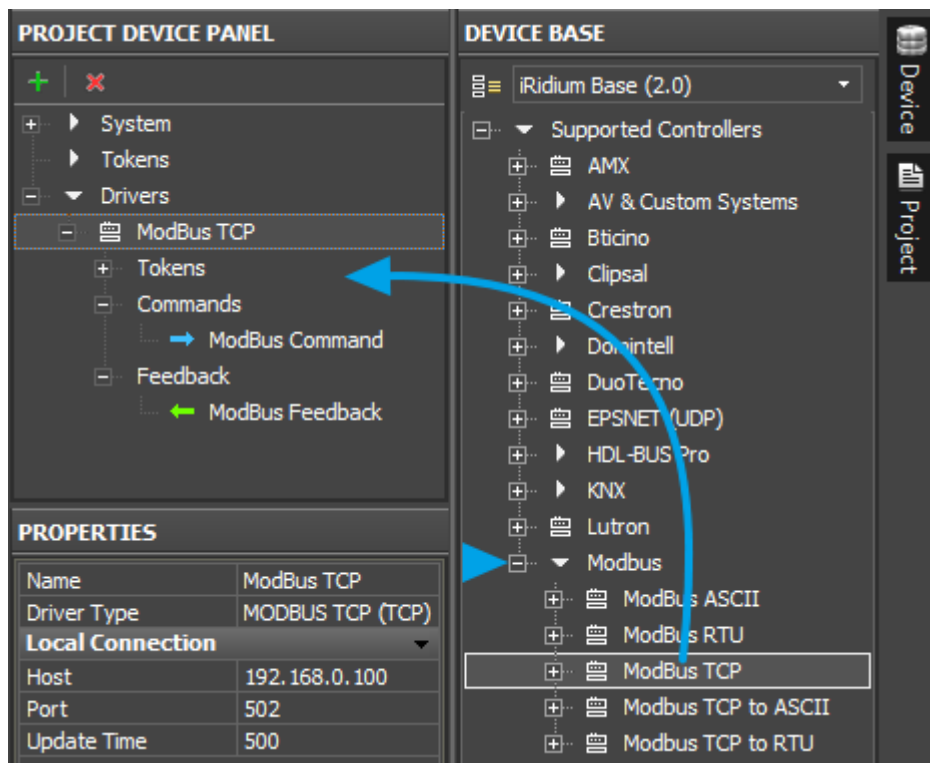 PROJECT DEVICE PANEL
System
Tokens
Drivers
ModBus TCP
Tokens
Commands
ModBus Command
Feedback
ModBus Feedback
PROPERTIES
Name ModBus TCP
Driver Type MODBUS TCP (TCP)
Local Connection
Host 192.168.0.100
Port 502
Update Time 500
DEVICE BASE
iRidium Base (2.0)
Supported Controllers
AMX
AV & Custom Systems
Bticino
Clipsal
Crestron
Domintell
DuoTecno
EPSNET (UDP)
HDL-BUS Pro
KNX
Lutron
Modbus
ModBus ASCII
ModBus RTU
ModBus TCP
Modbus TCP to ASCII
Modbus TCP to RTU
Device
Project